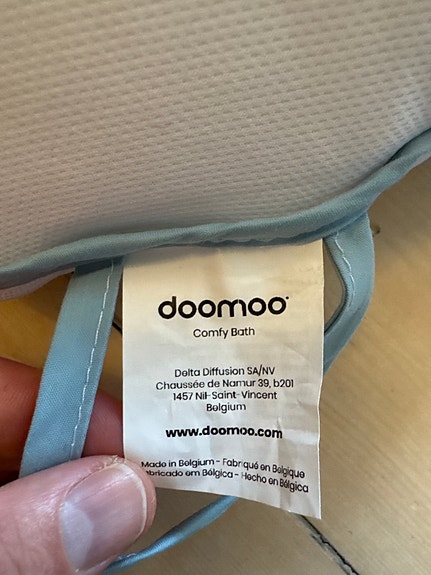 doomoo
Comfy Bath
Delta Diffusion SA/NV
Chaussée de Namur 39, b201
1457 Nil-Saint-Vincent
Belgium
www.doomoo.com
Made in Belgium - Fabriqué en Belgique
bricado em Bélgica - Hecho en Bélgica